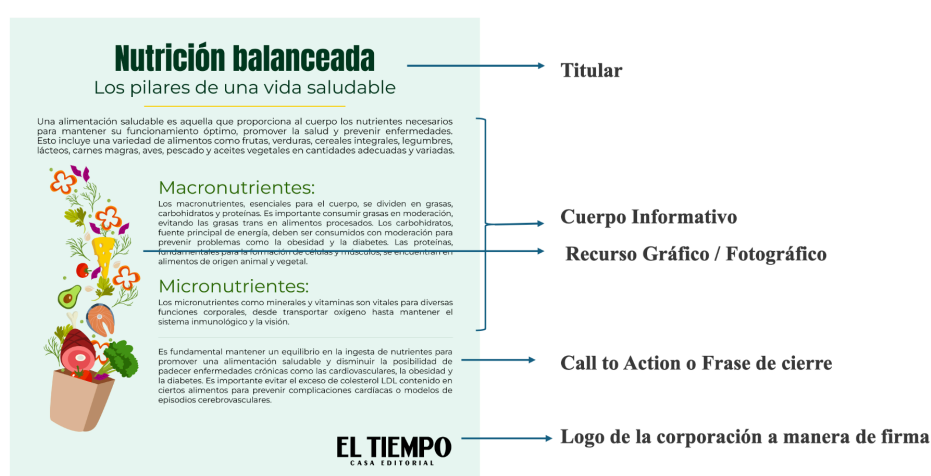 Nutrición balanceada
Los pilares de una vida saludable
Una alimentación saludable es aquella que proporciona al cuerpo los nutrientes necesarios
para mantener su funcionamiento óptimo, promover la salud y prevenir enfermedades.
Esto incluye una variedad de alimentos como frutas, verduras, cereales integrales, legumbres,
lácteos, carnes magras, aves, pescado y aceites vegetales en cantidades adecuadas y variadas.
Macronutrientes:
Los macronutrientes, esenciales para el cuerpo, se dividen en grasas,
carbohidratos y proteínas. Es importante consumir grasas en moderación,
evitando las grasas trans en alimentos procesados. Los carbohidratos,
fuente principal de energía, deben ser consumidos con moderación para
prevenir problemas como la obesidad y la diabetes. Las proteínas,
fundamentales para la formación de células y músculos, se encuentran en
alimentos de origen animal y vegetal.
Micronutrientes:
Los micronutrientes como minerales y vitaminas son vitales para diversas
funciones corporales, desde transportar oxígeno hasta mantener el
sistema inmunológico y la visión.
Es fundamental mantener un equilibrio en la ingesta de nutrientes para
promover una alimentación saludable y disminuir la posibilidad de
padecer enfermedades crónicas como las cardiovasculares, la obesidad y
la diabetes. Es importante evitar el exceso de colesterol LDL contenido en
ciertos alimentos para prevenir complicaciones cardíacas o modelos de
episodios cerebrovasculares.
EL TIEMPO
CASA EDITORIAL
Titular
Cuerpo Informativo
Recurso Gráfico / Fotográfico
Call to Action o Frase de cierre
Logo de la corporación a manera de firma